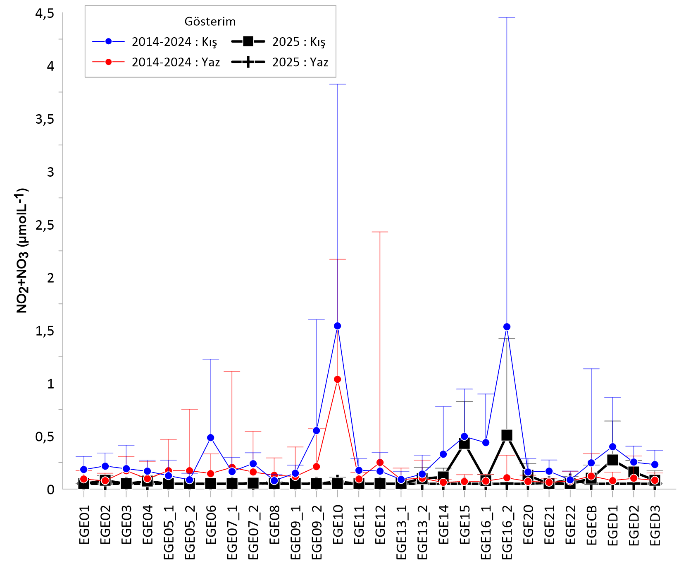 Gösterim
2014-2024 : Kış
2025 : Kış
2014-2024 : Yaz
2025 : Yaz
NO2+NO3 (µmolL-1)
4,5
4
3,5
3
2,5
2
1,5
1
0,5
0
EGE01
EGE02
EGE03
EGE04
EGE05_1
EGE05_2
EGE06
EGE07_1
EGE07_2
EGE08
EGE09_1
EGE09_2
EGE10
EGE11
EGE12
EGE13_1
EGE13_2
EGE14
EGE15
EGE16_1
EGE16_2
EGE20
EGE21
EGE22
EGECB
EGED1
EGED2
EGED3